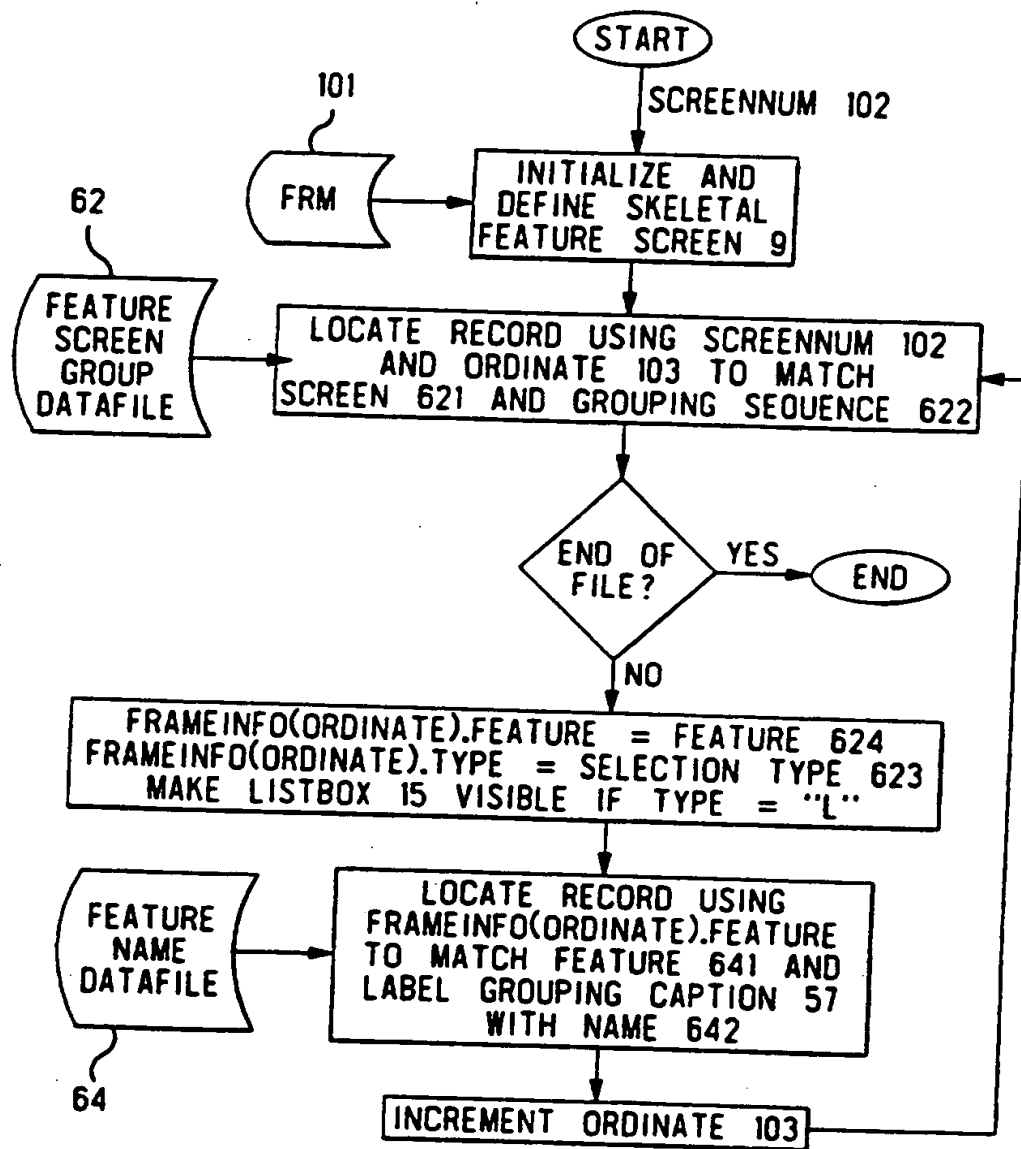 START
SCREENNUM 102
101
FRM
INITIALIZE AND
DEFINE SKELETAL
FEATURE SCREEN 9
62
FEATURE
SCREEN
GROUP
DATAFILE
LOCATE RECORD USING SCREENNUM 102
AND ORDINATE 103 TO MATCH
SCREEN 621 AND GROUPING SEQUENCE 622
END OF
FILE?
YES
END
NO
FRAMEINFO(ORDINATE).FEATURE = FEATURE 624
FRAMEINFO(ORDINATE).TYPE = SELECTION TYPE 623
MAKE LISTBOX 15 VISIBLE IF TYPE = "L"
FEATURE
NAME
DATAFILE
64
LOCATE RECORD USING
FRAMEINFO(ORDINATE).FEATURE
TO MATCH FEATURE 641 AND
LABEL GROUPING CAPTION 57
WITH NAME 642
INCREMENT ORDINATE 103